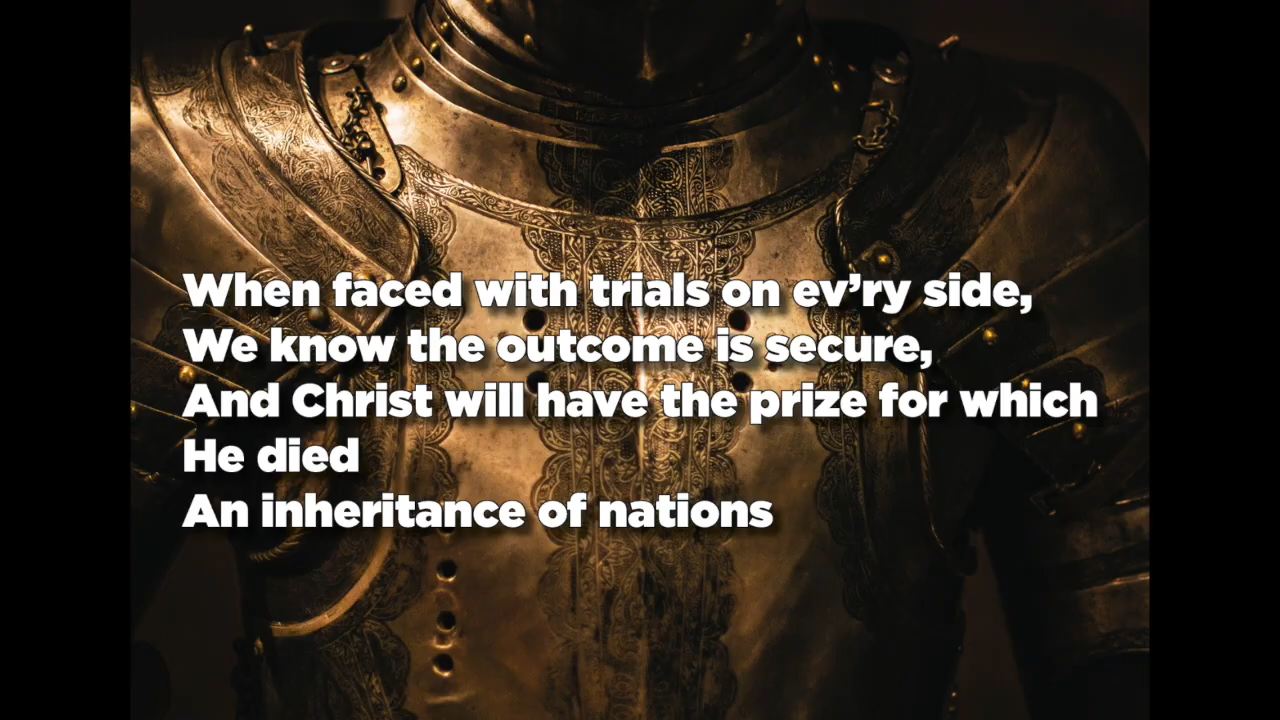 When faced with trials on ev’ry side,
We know the outcome is secure,
And Christ will have the prize for which
He died
An inheritance of nations